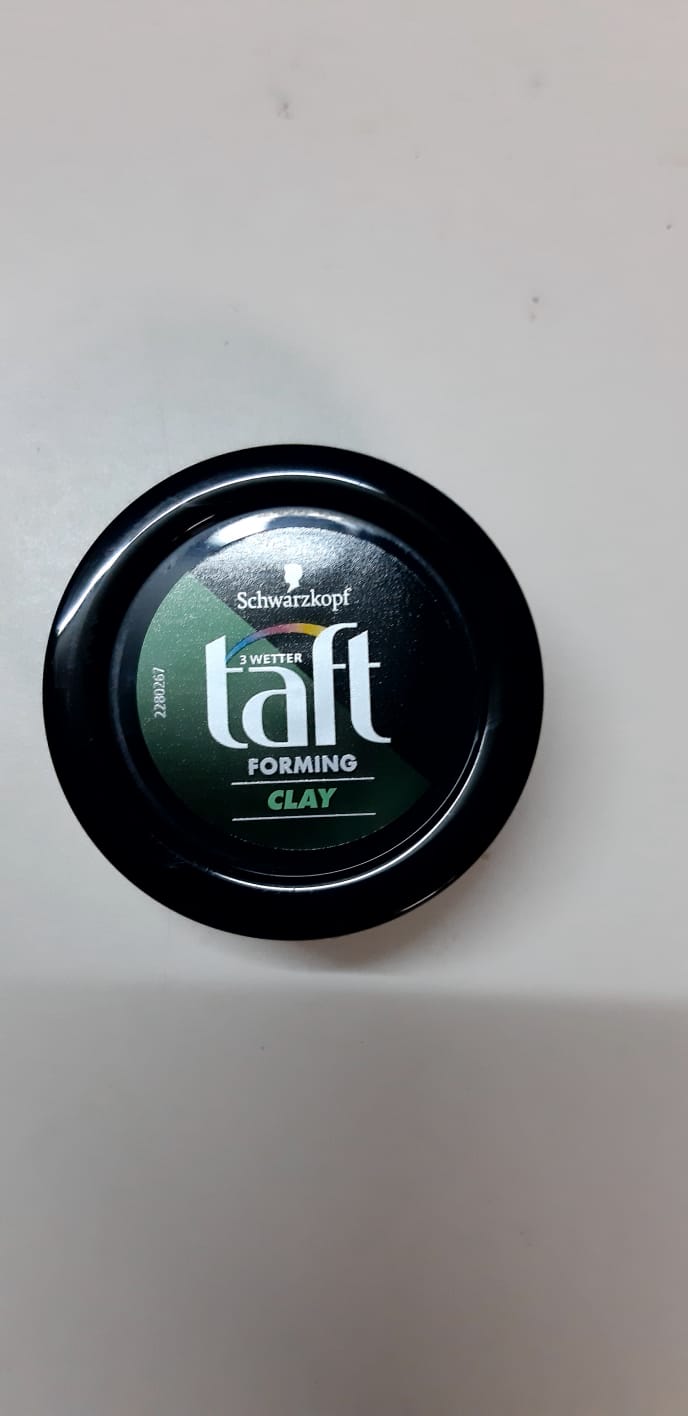 Schwarzkopf
3 WETTER
taft
FORMING
CLAY
2280267